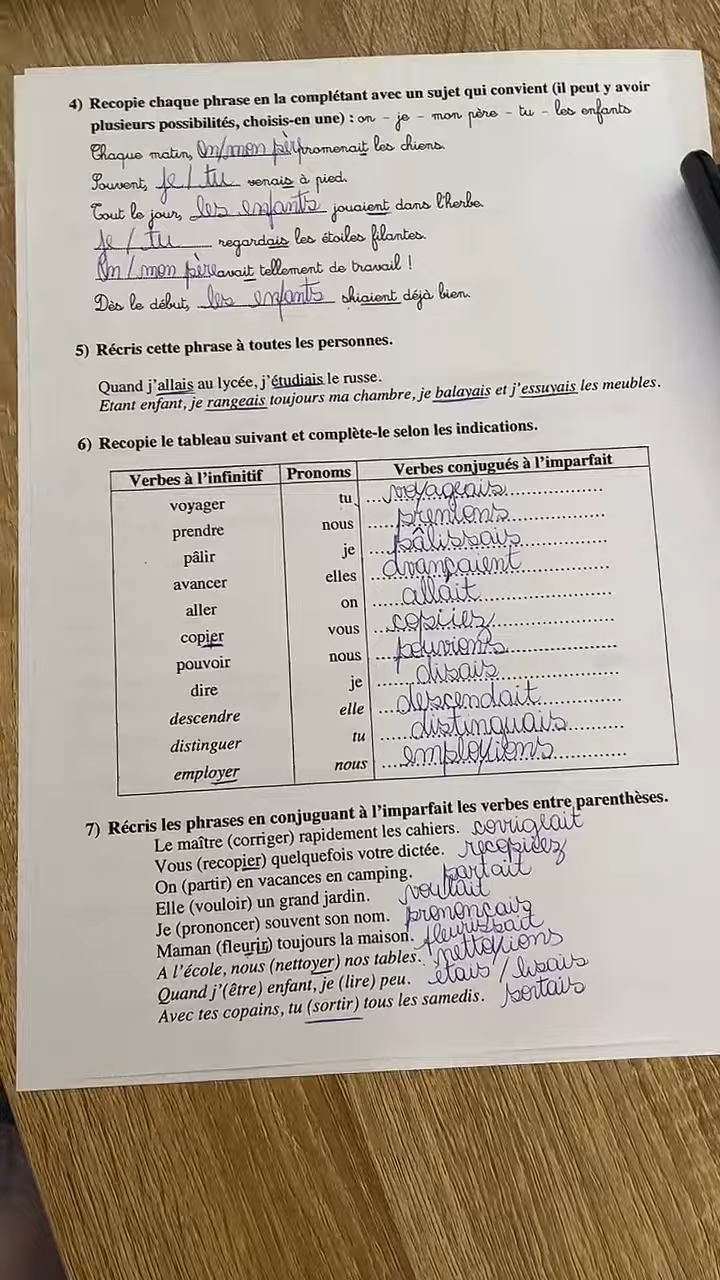 4) Recopie chaque phrase en la complétant avec un sujet qui convient (il peut y avoir
plusieurs possibilités, choisis-en une) : on - je - mon père - tu - les enfants
Chaque matin, On/mon père promenait les chiens.
Souvent, je / tu venais à pied.
Tout le jour, les enfants jouaient dans l'herbe.
Je / tu regardais les étoiles filantes.
On / mon père avait tellement de travail !
Dès le début, les enfants skiaient déjà bien.
5) Récris cette phrase à toutes les personnes.
Quand j'allais au lycée, j'étudiais le russe.
Etant enfant, je rangeais toujours ma chambre, je balayais et j'essuyais les meubles.
6) Recopie le tableau suivant et complète-le selon les indications.
Verbes à l'infinitif Pronoms Verbes conjugués à l'imparfait
voyager tu voyageais
prendre nous prenions
pâlir je pâlissais
avancer elles avançaient
aller on allait
copier vous copiiez
pouvoir nous pouvions
dire je disais
descendre elle descendait
distinguer tu distinguais
employer nous employions
7) Récris les phrases en conjuguant à l'imparfait les verbes entre parenthèses.
Le maître (corriger) rapidement les cahiers. corrigeait
Vous (recopier) quelquefois votre dictée. recopiiez
On (partir) en vacances en camping. partait
Elle (vouloir) un grand jardin. voulait
Je (prononcer) souvent son nom. prononçais
Maman (fleurir) toujours la maison. fleurissait
A l'école, nous (nettoyer) nos tables. nettoyions
Quand j'(être) enfant, je (lire) peu. étais / lisais
Avec tes copains, tu (sortir) tous les samedis. sortais